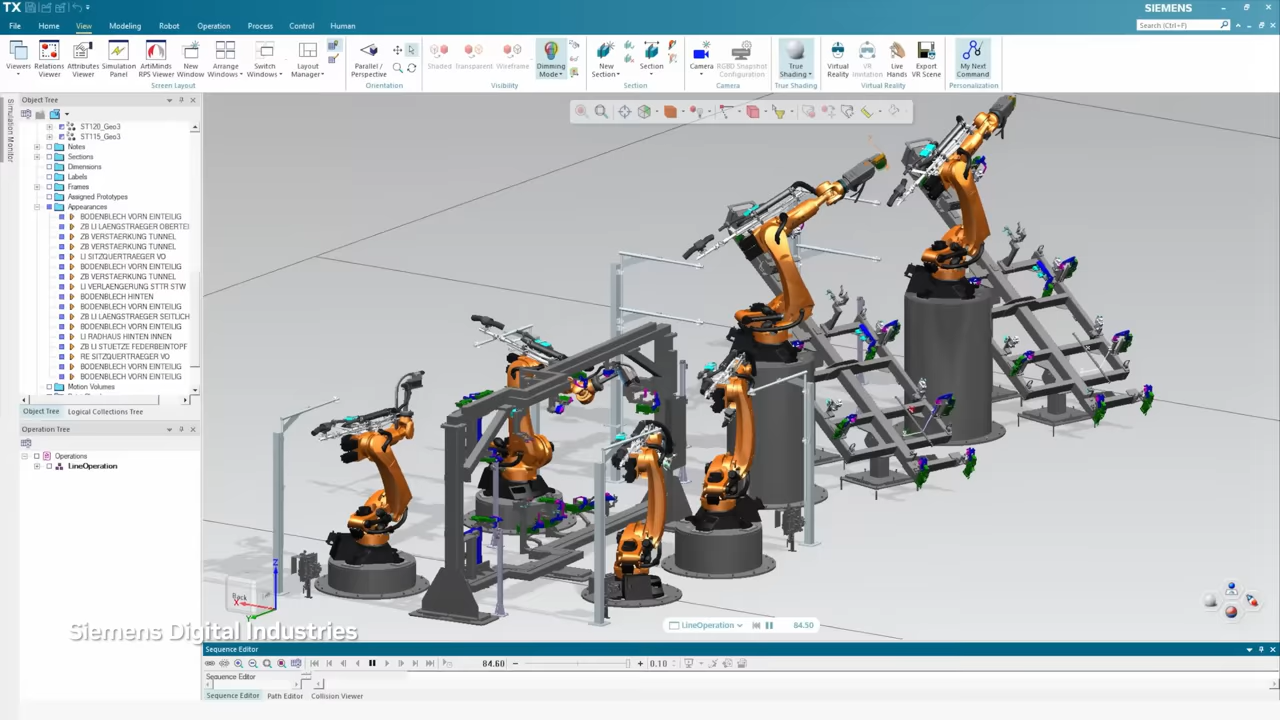 TX
SIEMENS
File Home View Modeling Robot Operation Process Control Human
Search (Ctrl+F)
Viewers Relations Viewer Attributes Viewer Simulation Panel ArtiMinds RPS Viewer New Window Arrange Windows Switch Windows Layout Manager
Parallel / Perspective
Shaded Transparent Wireframe Dimming Mode
New Section Section
Camera RGBD Snapshot Configuration
True Shading
Virtual Reality VR Invitation Live Hands Export VR Scene
My Next Command
Screen Layout Orientation Visibility Section Camera True Shading Virtual Reality Personalization
Simulation Monitor
Object Tree
ST120_Geo3
ST115_Geo3
Notes
Sections
Dimensions
Labels
Frames
Assigned Prototypes
Appearances
BODENBLECH VORN EINTEILIG
ZB LI LAENGSTRAEGER OBERTEI
ZB VERSTAERKUNG TUNNEL
ZB VERSTAERKUNG TUNNEL
LI SITZQUERTRAEGER VO
BODENBLECH VORN EINTEILIG
ZB VERSTAERKUNG TUNNEL
LI VERLAENGERUNG STTR STW
BODENBLECH HINTEN
BODENBLECH VORN EINTEILIG
ZB LI LAENGSTRAEGER SEITLICH
BODENBLECH VORN EINTEILIG
LI RADHAUS HINTEN INNEN
ZB LI STUETZE FEDERBEINTOPF
RE SITZQUERTRAEGER VO
BODENBLECH VORN EINTEILIG
BODENBLECH VORN EINTEILIG
Motion Volumes
Object Tree Logical Collections Tree
Operation Tree
Operations
LineOperation
Back
Z
X
Y
Siemens Digital Industries
LineOperation 84.50
Sequence Editor
84.60 0.10
Sequence Editor
Sequence Editor Path Editor Collision Viewer